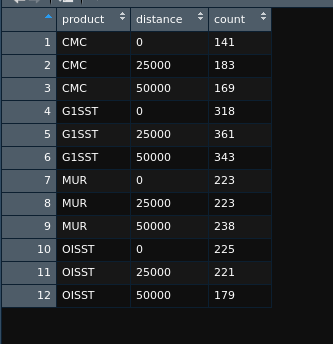 product distance count
1 CMC 0 141
2 CMC 25000 183
3 CMC 50000 169
4 G1SST 0 318
5 G1SST 25000 361
6 G1SST 50000 343
7 MUR 0 223
8 MUR 25000 223
9 MUR 50000 238
10 OISST 0 225
11 OISST 25000 221
12 OISST 50000 179